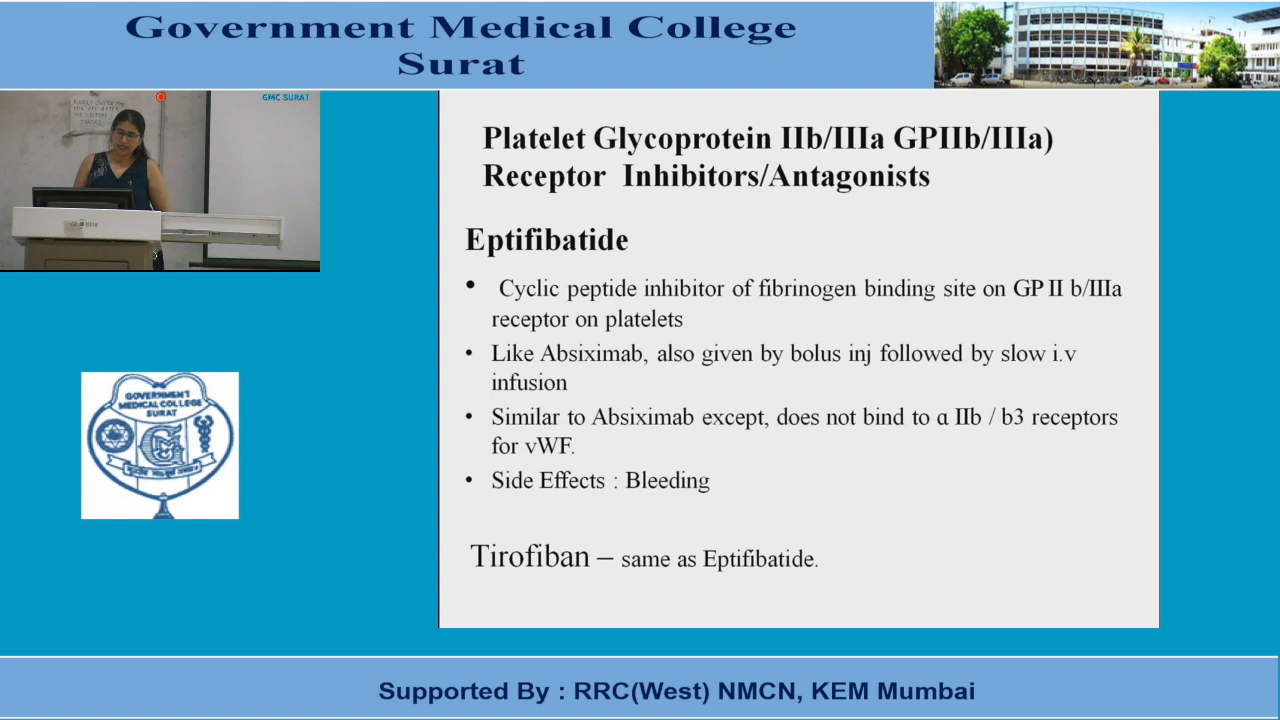 Government Medical College
Surat
GMC SURAT
Platelet Glycoprotein IIb/IIIa GPIIb/IIIa)
Receptor Inhibitors/Antagonists
Eptifibatide
• Cyclic peptide inhibitor of fibrinogen binding site on GP II b/IIIa
receptor on platelets
• Like Absiximab, also given by bolus inj followed by slow i.v
infusion
• Similar to Absiximab except, does not bind to α IIb / b3 receptors
for vWF.
• Side Effects : Bleeding
Tirofiban – same as Eptifibatide.
GOVERNMENT
MEDICAL COLLEGE
SURAT
Supported By : RRC(West) NMCN, KEM Mumbai